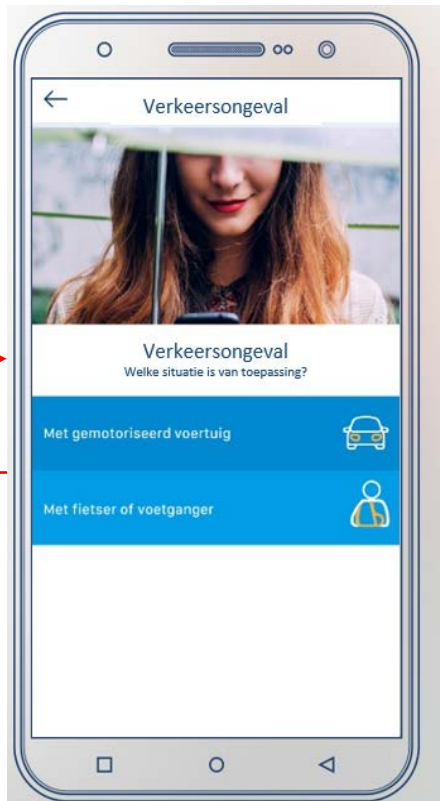 Verkeersongeval
Verkeersongeval
Welke situatie is van toepassing?
Met gemotoriseerd voertuig
Met fietser of voetganger